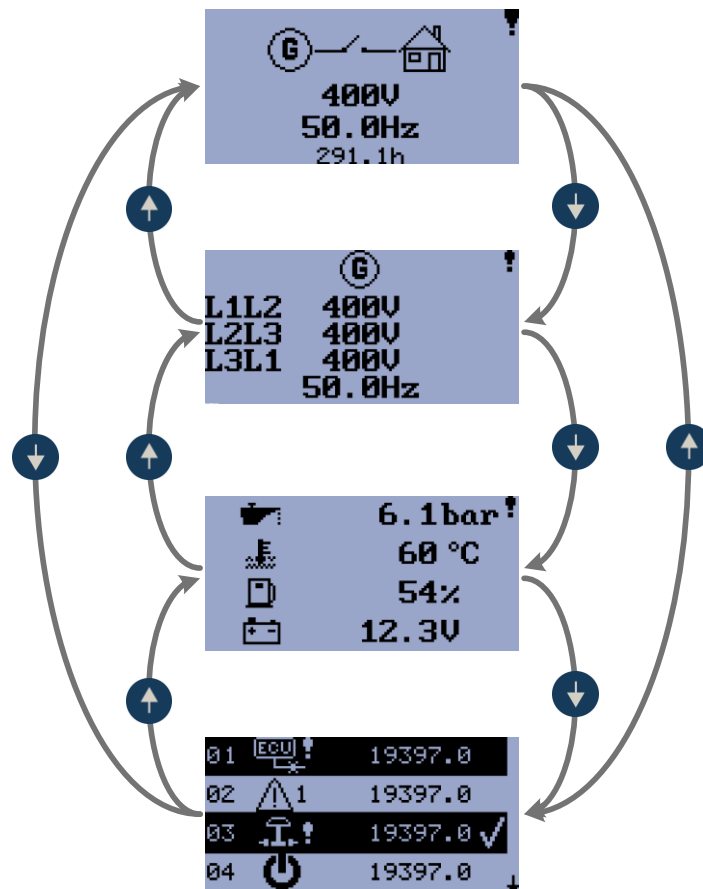 G
400V
50.0Hz
291.1h
G
L1L2 400V
L2L3 400V
L3L1 400V
50.0Hz
6.1bar
60 °C
54%
12.3V
01 ECU ! 19397.0
02 1 19397.0
03 ! 19397.0
04 19397.0